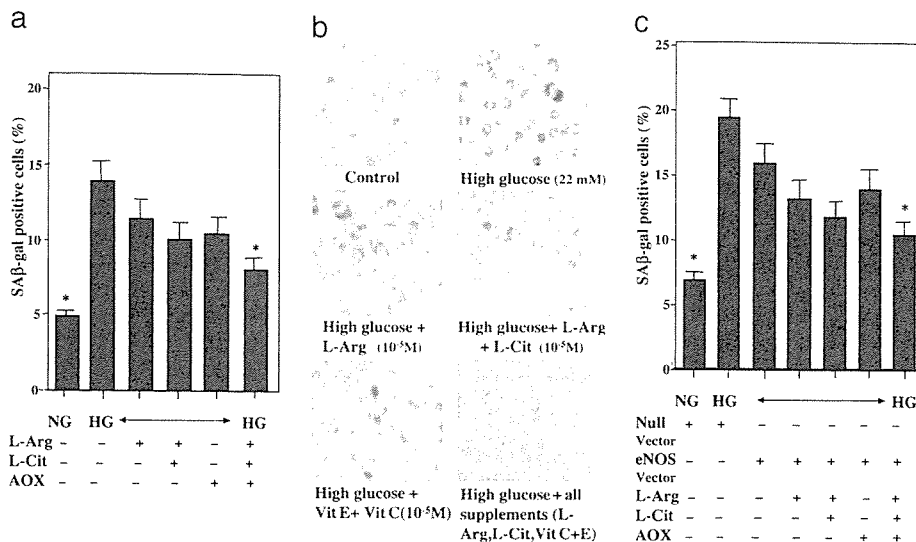 a
SAβ-gal positive cells (%)
20
15
10
5
0
*
*
NG HG HG
L-Arg – – + + – +
L-Cit – – – + – +
AOX – – – – + +
b
Control
High glucose (22 mM)
High glucose +
L-Arg (10⁻⁵M)
High glucose+ L-Arg
+ L-Cit (10⁻⁵M)
High glucose +
Vit E+ Vit C(10⁻⁵M)
High glucose + all
supplements (L-
Arg,L-Cit,Vit C+E)
c
SAβ-gal positive cells (%)
25
20
15
10
5
0
*
*
NG HG HG
Null + + – – – – –
Vector
eNOS – – + + + + +
Vector
L-Arg – – – + + – +
L-Cit – – – – + – +
AOX – – – – – + +